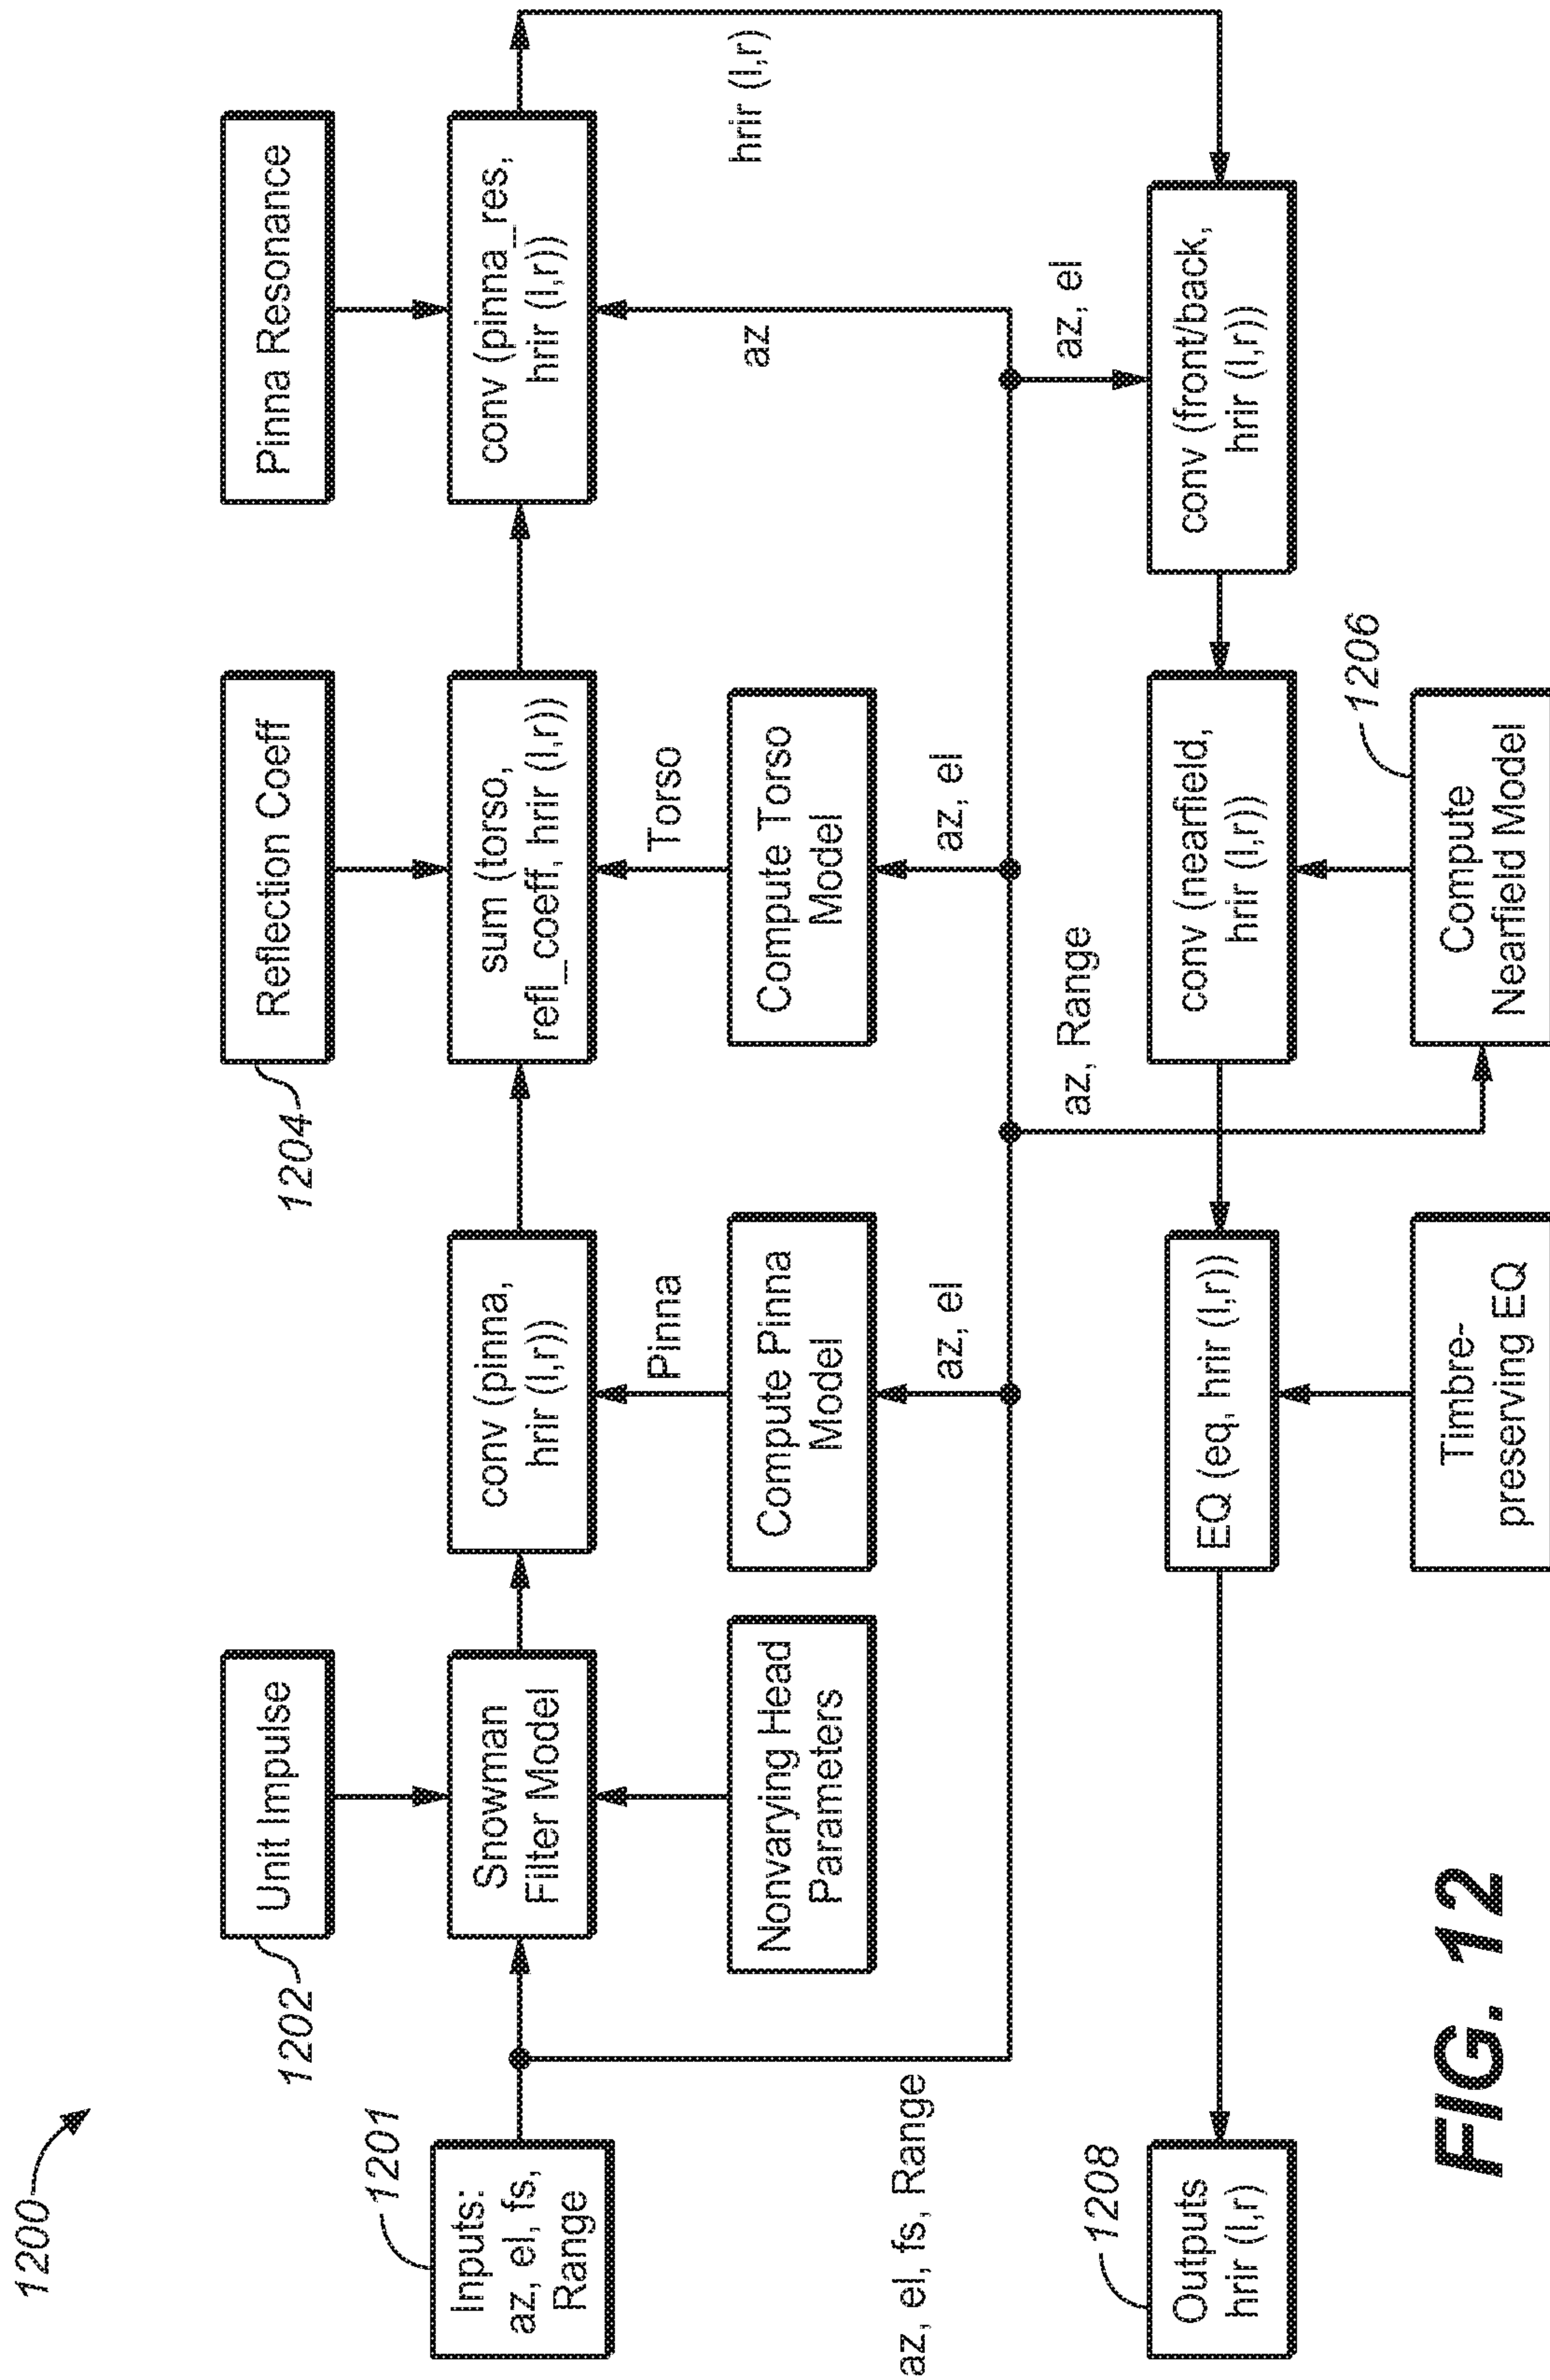 1200
Unit Impulse
1202
Reflection Coeff
1204
Pinna Resonance
1201
Inputs:
az, el, fs,
Range
Snowman
Filter Model
conv (pinna,
hrir (l,r))
sum (torso,
refl_coeff, hrir (l,r))
conv (pinna_res,
hrir (l,r))
Pinna
Torso
hrir (l,r)
Nonvarying Head
Parameters
Compute Pinna
Model
Compute Torso
Model
az
az, el, fs, Range
az, el
az, el
az, Range
az, el
1208
Outputs
hrir (l,r)
EQ (eq, hrir (l,r))
conv (nearfield,
hrir (l,r))
conv (front/back,
hrir (l,r))
1206
Timbre-
preserving EQ
Compute
Nearfield Model
FIG. 12